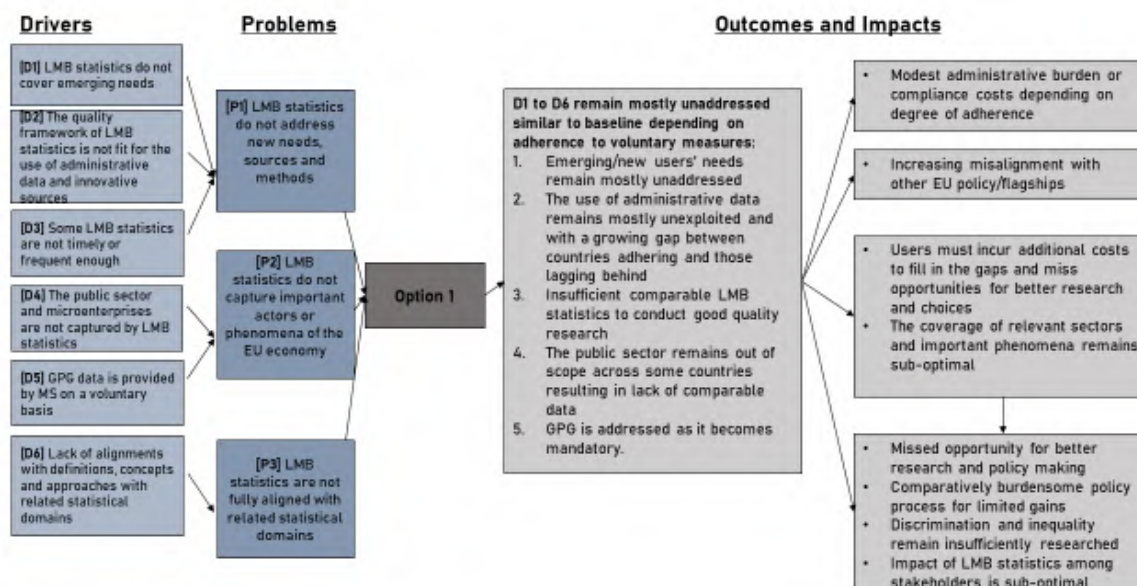 Drivers
Problems
Outcomes and Impacts
[D1] LMB statistics do not
cover emerging needs
[D2] The quality
framework of LMB
statistics is not fit for the
use of administrative
data and innovative
sources
[D3] Some LMB statistics
are not timely or
frequent enough
[D4] The public sector
and microenterprises
are not captured by LMB
statistics
[D5] GPG data is provided
by MS on a voluntary
basis
[D6] Lack of alignments
with definitions, concepts
and approaches with
related statistical
domains
[P1] LMB statistics
do not address
new needs,
sources and
methods
[P2] LMB
statistics do not
capture important
actors or
phenomena of the
EU economy
[P3] LMB
statistics are not
fully aligned with
related statistical
domains
Option 1
D1 to D6 remain mostly unaddressed
similar to baseline depending on
adherence to voluntary measures:
1. Emerging/new users' needs
remain mostly unaddressed
2. The use of administrative data
remains mostly unexploited and
with a growing gap between
countries adhering and those
lagging behind
3. Insufficient comparable LMB
statistics to conduct good quality
research
4. The public sector remains out of
scope across some countries
resulting in lack of comparable
data
5. GPG is addressed as it becomes
mandatory.
• Modest administrative burden or
compliance costs depending on
degree of adherence
• Increasing misalignment with
other EU policy/flagships
• Users must incur additional costs
to fill in the gaps and miss
opportunities for better research
and choices
• The coverage of relevant sectors
and important phenomena remains
sub-optimal
• Missed opportunity for better
research and policy making
• Comparatively burdensome policy
process for limited gains
• Discrimination and inequality
remain insufficiently researched
• Impact of LMB statistics among
stakeholders is sub-optimal